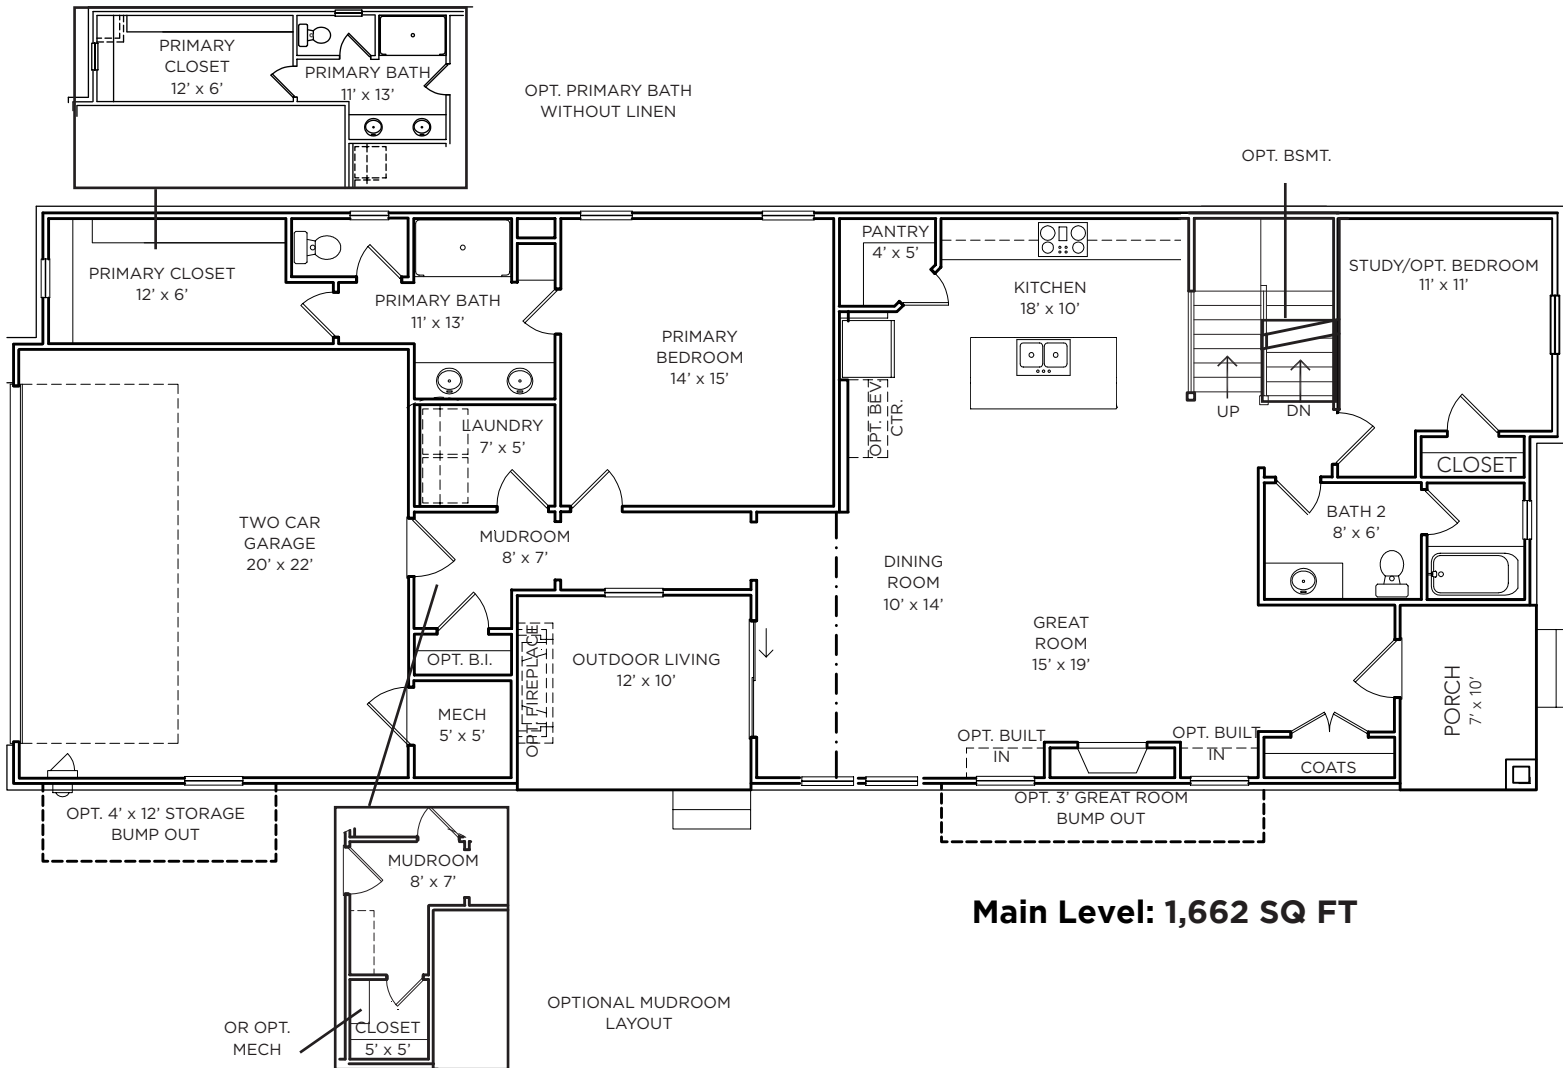 PRIMARY
CLOSET
12' x 6'
PRIMARY BATH
11' x 13'
OPT. PRIMARY BATH
WITHOUT LINEN
OPT. BSMT.
PRIMARY CLOSET
12' x 6'
PRIMARY BATH
11' x 13'
PRIMARY
BEDROOM
14' x 15'
PANTRY
4' x 5'
KITCHEN
18' x 10'
STUDY/OPT. BEDROOM
11' x 11'
OPT. BEV.
CTR.
UP
DN
CLOSET
LAUNDRY
7' x 5'
TWO CAR
GARAGE
20' x 22'
MUDROOM
8' x 7'
BATH 2
8' x 6'
DINING
ROOM
10' x 14'
GREAT
ROOM
15' x 19'
OPT. B.I.
OPT. FIREPLACE
OUTDOOR LIVING
12' x 10'
MECH
5' x 5'
PORCH
7' x 10'
OPT. BUILT
IN
OPT. BUILT
IN
COATS
OPT. 4' x 12' STORAGE
BUMP OUT
OPT. 3' GREAT ROOM
BUMP OUT
MUDROOM
8' x 7'
Main Level: 1,662 SQ FT
OPTIONAL MUDROOM
LAYOUT
OR OPT.
MECH
CLOSET
5' x 5'